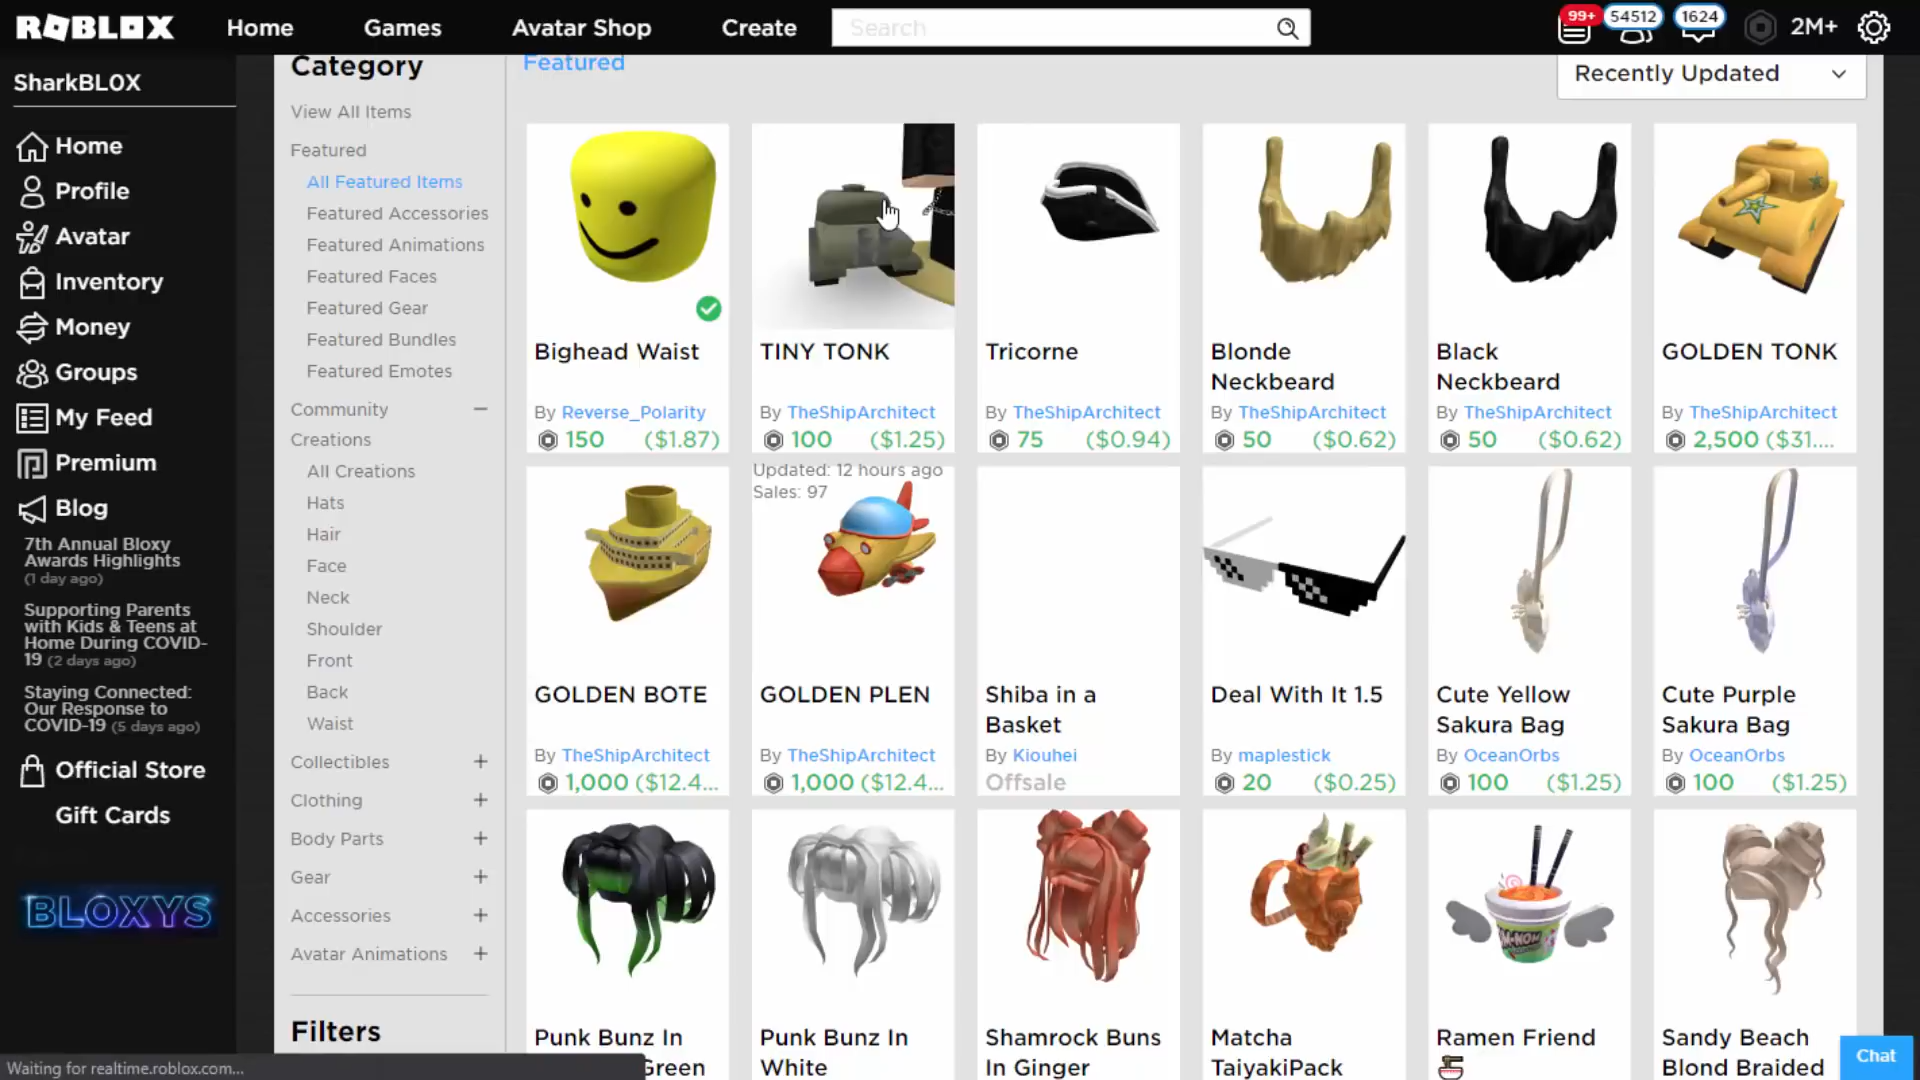 ROBLOX
Home
Games
Avatar Shop
Create
Search
99+
54512
1624
2M+
SharkBLOX
Home
Profile
Avatar
Inventory
Money
Groups
My Feed
Premium
Blog
7th Annual Bloxy
Awards Highlights
(1 day ago)
Supporting Parents
with Kids & Teens at
Home During COVID-
19 (2 days ago)
Staying Connected:
Our Response to
COVID-19 (5 days ago)
Official Store
Gift Cards
BLOXYS
Waiting for realtime.roblox.com...
Category
View All Items
Featured
All Featured Items
Featured Accessories
Featured Animations
Featured Faces
Featured Gear
Featured Bundles
Featured Emotes
Community
Creations
All Creations
Hats
Hair
Face
Neck
Shoulder
Front
Back
Waist
Collectibles
Clothing
Body Parts
Gear
Accessories
Avatar Animations
Filters
Featured
Recently Updated
Bighead Waist
By Reverse_Polarity
150 ($1.87)
TINY TONK
By TheShipArchitect
100 ($1.25)
Tricorne
By TheShipArchitect
75 ($0.94)
Blonde
Neckbeard
By TheShipArchitect
50 ($0.62)
Black
Neckbeard
By TheShipArchitect
50 ($0.62)
GOLDEN TONK
By TheShipArchitect
2,500 ($31....
GOLDEN BOTE
By TheShipArchitect
1,000 ($12.4...
Updated: 12 hours ago
Sales: 97
GOLDEN PLEN
By TheShipArchitect
1,000 ($12.4...
Shiba in a
Basket
By Kiouhei
Offsale
Deal With It 1.5
By maplestick
20 ($0.25)
Cute Yellow
Sakura Bag
By OceanOrbs
100 ($1.25)
Cute Purple
Sakura Bag
By OceanOrbs
100 ($1.25)
Punk Bunz In
Green
Punk Bunz In
White
Shamrock Buns
In Ginger
Matcha
TaiyakiPack
Ramen Friend
Sandy Beach
Blond Braided
Chat